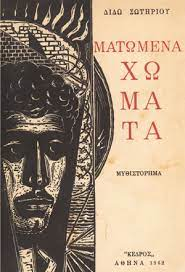 ΔΙΔΩ ΣΩΤΗΡΙΟΥ
ΜΑΤΩΜΕΝΑ
ΧΩ
ΜΑ
ΤΑ
ΜΥΘΙΣΤΟΡΗΜΑ
"ΚΕΔΡΟΣ"
ΑΘΗΝΑ 1962